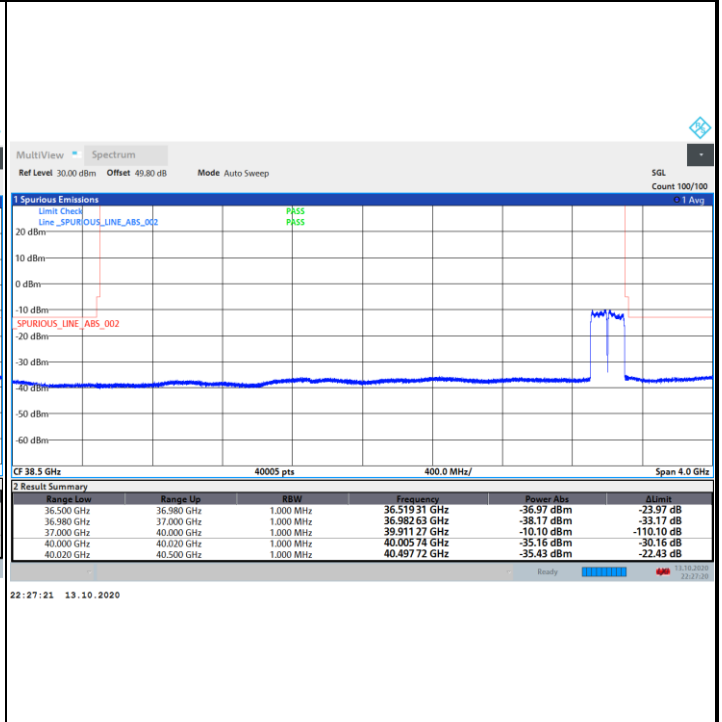 MultiView Spectrum
Ref Level 30.00 dBm Offset 49.80 dB Mode Auto Sweep SGL
Count 100/100
1 Spurious Emissions 1 Avg
Limit Check PASS
Line _SPURIOUS_LINE_ABS_002 PASS
20 dBm
10 dBm
0 dBm
-10 dBm
_SPURIOUS_LINE_ABS_002
-20 dBm
-30 dBm
-40 dBm
-50 dBm
-60 dBm
CF 38.5 GHz 40005 pts 400.0 MHz/ Span 4.0 GHz
2 Result Summary
Range Low Range Up RBW Frequency Power Abs ΔLimit
36.500 GHz 36.980 GHz 1.000 MHz 36.519 31 GHz -36.97 dBm -23.97 dB
36.980 GHz 37.000 GHz 1.000 MHz 36.982 63 GHz -38.17 dBm -33.17 dB
37.000 GHz 40.000 GHz 1.000 MHz 39.911 27 GHz -10.10 dBm -110.10 dB
40.000 GHz 40.020 GHz 1.000 MHz 40.005 74 GHz -35.16 dBm -30.16 dB
40.020 GHz 40.500 GHz 1.000 MHz 40.497 72 GHz -35.43 dBm -22.43 dB
Ready 13.10.2020
22:27:20
22:27:21 13.10.2020